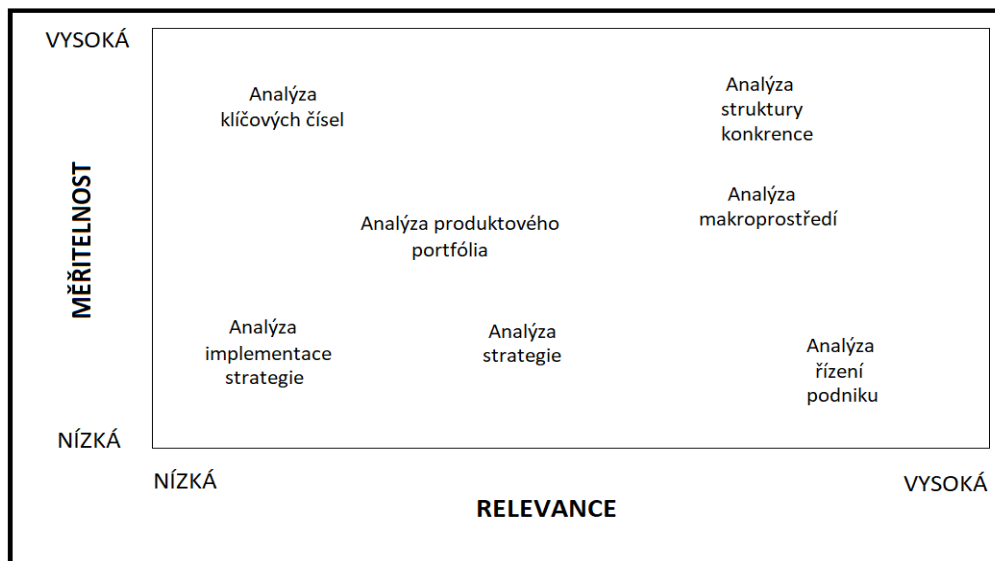 VYSOKÁ
Analýza
klíčových čísel
Analýza
struktury
konkrence
MĚŘITELNOST
Analýza
makroprostředí
Analýza produktového
portfólia
Analýza
implementace
strategie
Analýza
strategie
Analýza
řízení
podniku
NÍZKÁ
NÍZKÁ
VYSOKÁ
RELEVANCE